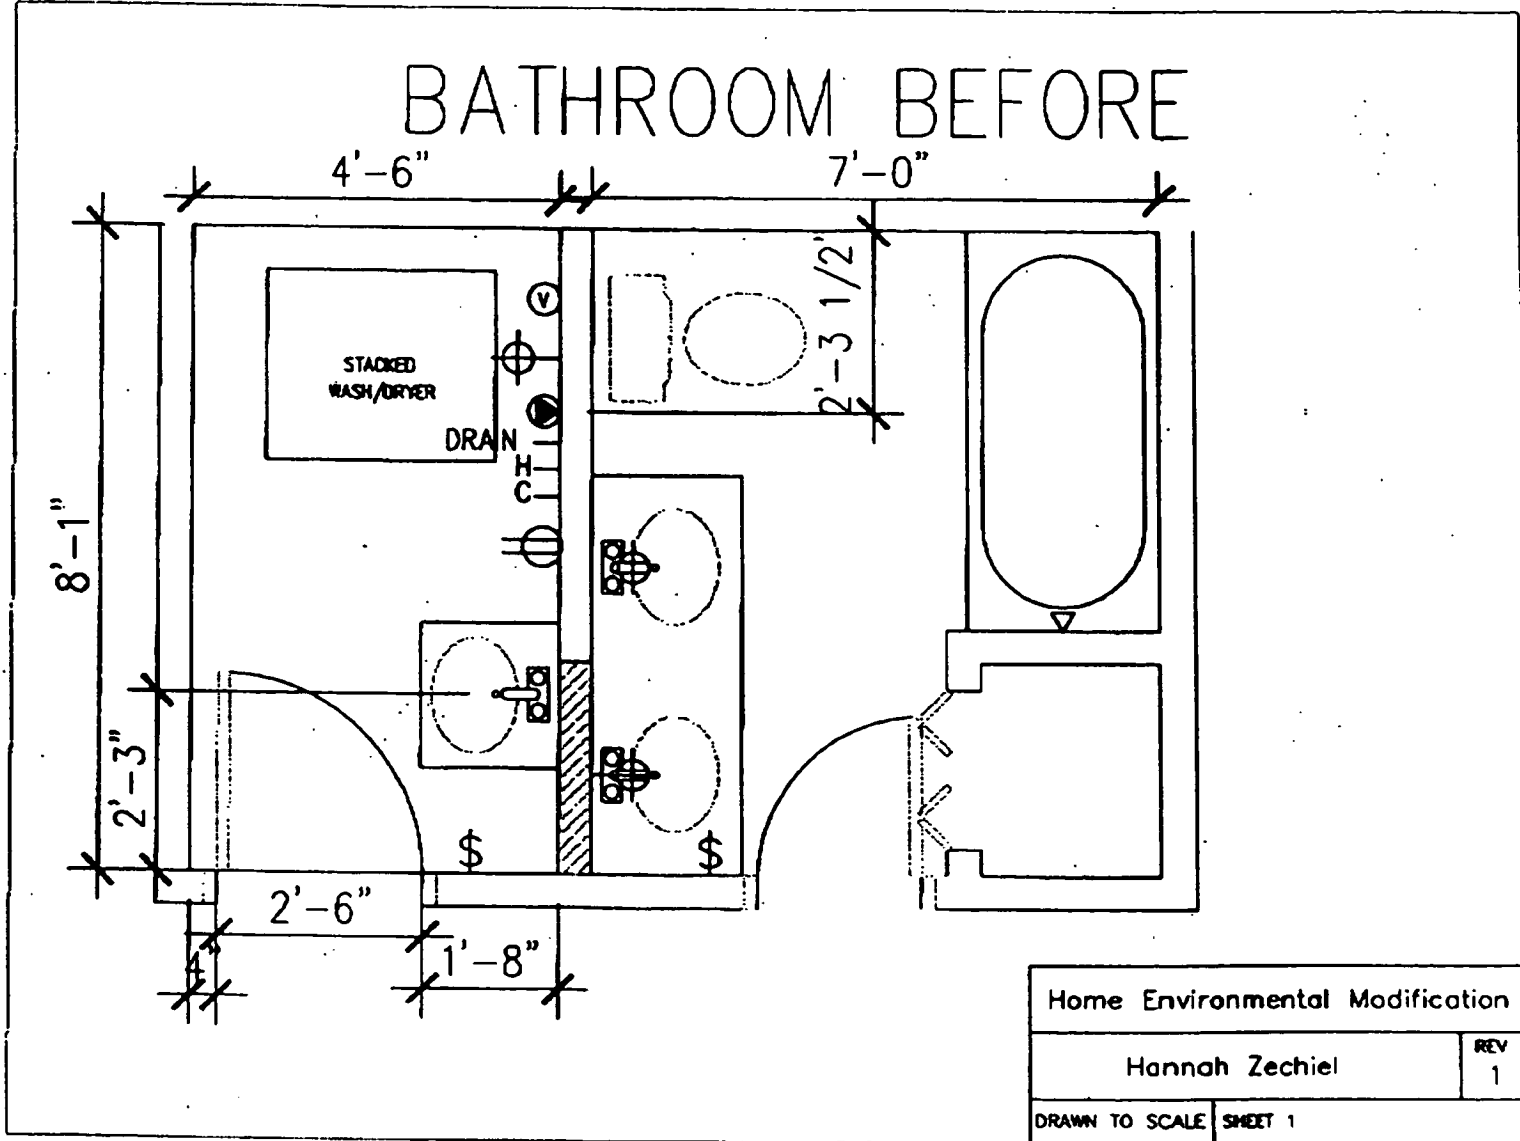 BATHROOM BEFORE
4'-6"
7'-0"
2'-3 1/2'
V
STACKED
WASH/DRYER
DRAIN
H
C
8'-1"
2'-3"
$
$
2'-6"
4"
1'-8"
Home Environmental Modification
Hannah Zechiel
REV
1
DRAWN TO SCALE
SHEET 1